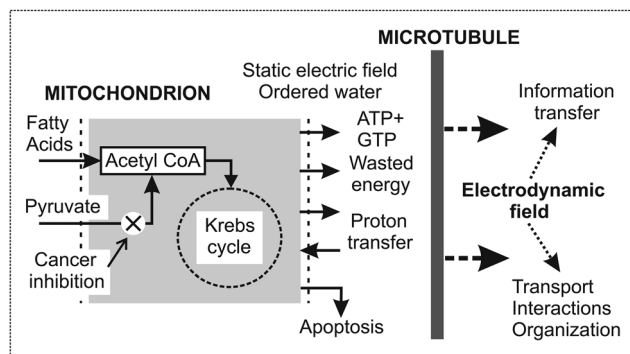 MICROTUBULE
MITOCHONDRION
Static electric field
Ordered water
Fatty
Acids
Acetyl CoA
Pyruvate
Cancer
inhibition
Krebs
cycle
ATP+
GTP
Wasted
energy
Proton
transfer
Apoptosis
Information
transfer
Electrodynamic
field
Transport
Interactions
Organization